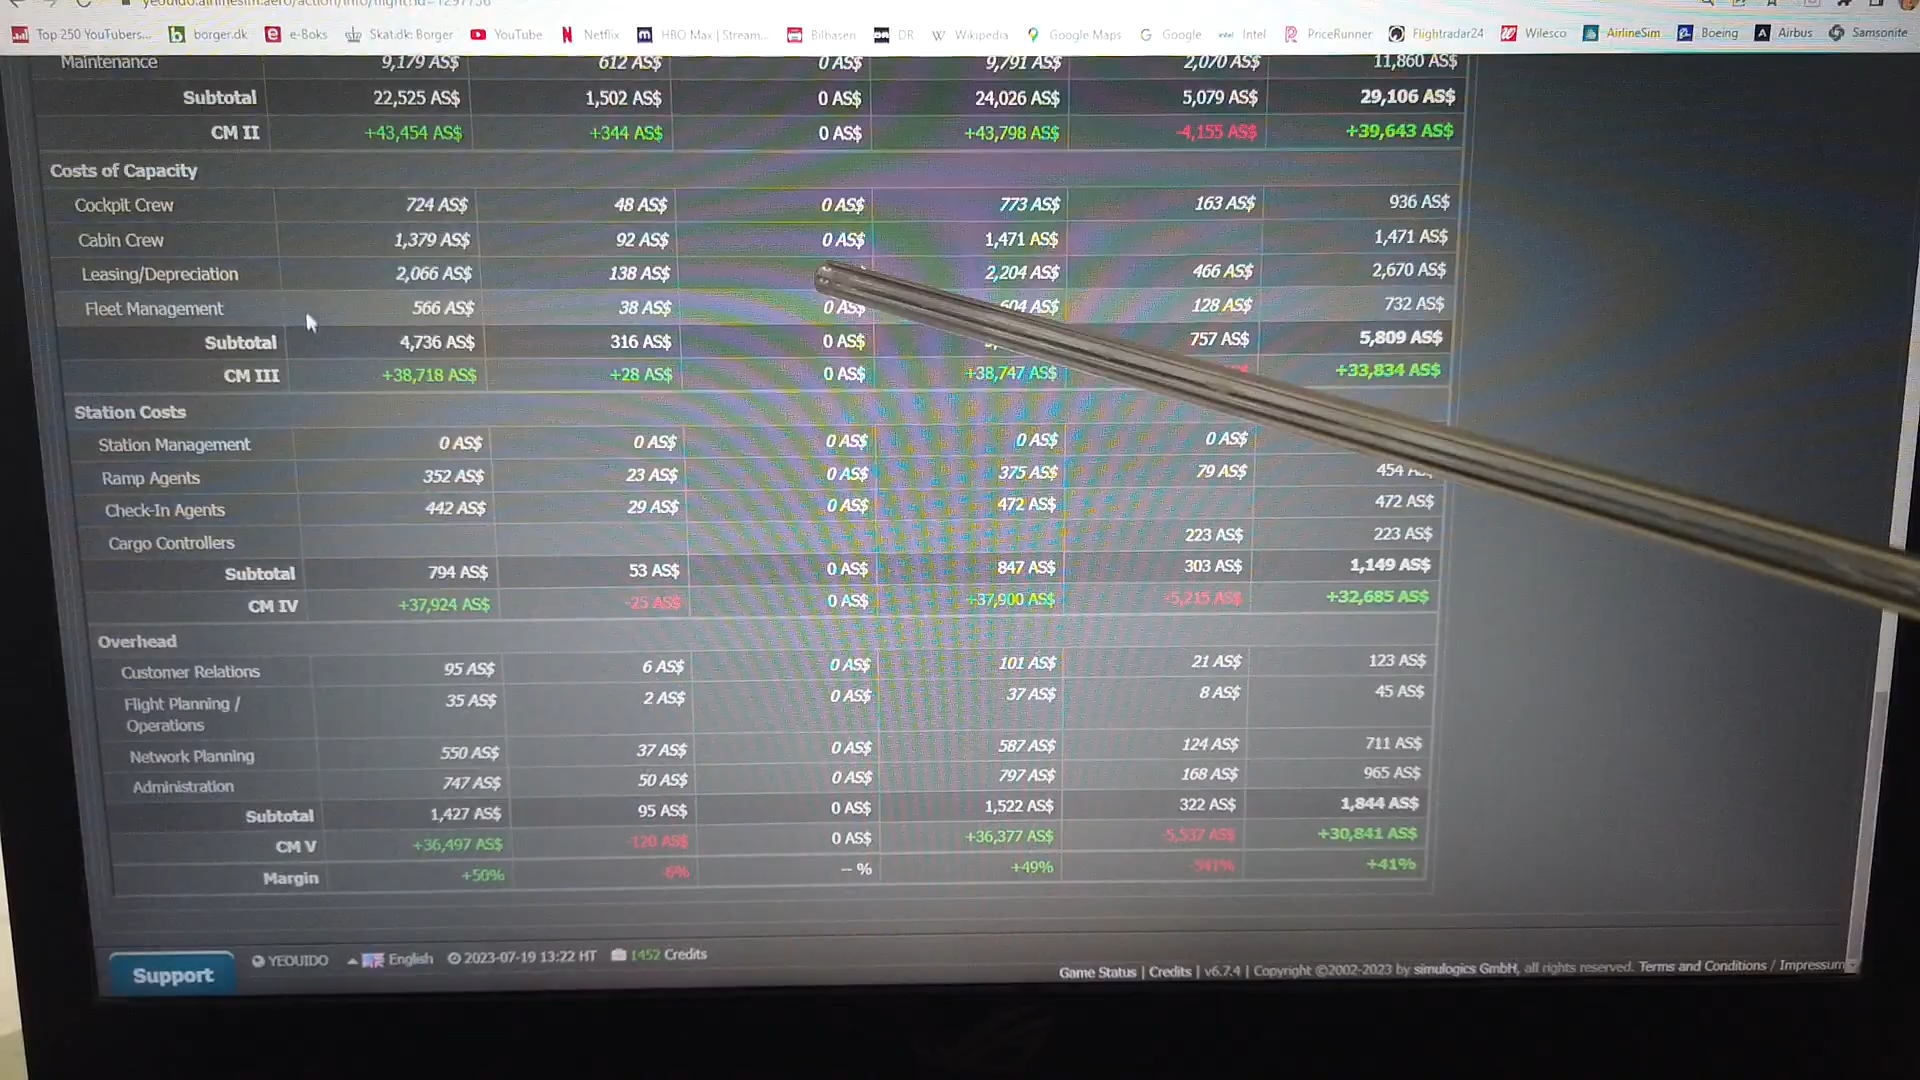 Top 250 YouTubers... borger.dk e-Boks Skat.dk: Borger YouTube Netflix HBO Max | Stream... Bilbasen DR Wikipedia Google Maps Google Intel PriceRunner Flightradar24 Wilesco AirlineSim Boeing Airbus Samsonite
Maintenance 9,179 AS$ 612 AS$ 0 AS$ 9,791 AS$ 2,070 AS$ 11,860 AS$
Subtotal 22,525 AS$ 1,502 AS$ 0 AS$ 24,026 AS$ 5,079 AS$ 29,106 AS$
CM II +43,454 AS$ +344 AS$ 0 AS$ +43,798 AS$ -4,155 AS$ +39,643 AS$
Costs of Capacity
Cockpit Crew 724 AS$ 48 AS$ 0 AS$ 773 AS$ 163 AS$ 936 AS$
Cabin Crew 1,379 AS$ 92 AS$ 0 AS$ 1,471 AS$ 1,471 AS$
Leasing/Depreciation 2,066 AS$ 138 AS$ 2,204 AS$ 466 AS$ 2,670 AS$
Fleet Management 566 AS$ 38 AS$ 0 AS$ 604 AS$ 128 AS$ 732 AS$
Subtotal 4,736 AS$ 316 AS$ 0 AS$ 757 AS$ 5,809 AS$
CM III +38,718 AS$ +28 AS$ 0 AS$ +38,747 AS$ +33,834 AS$
Station Costs
Station Management 0 AS$ 0 AS$ 0 AS$ 0 AS$ 0 AS$
Ramp Agents 352 AS$ 23 AS$ 0 AS$ 375 AS$ 79 AS$ 454 AS$
Check-In Agents 442 AS$ 29 AS$ 0 AS$ 472 AS$ 472 AS$
Cargo Controllers 223 AS$ 223 AS$
Subtotal 794 AS$ 53 AS$ 0 AS$ 847 AS$ 303 AS$ 1,149 AS$
CM IV +37,924 AS$ -25 AS$ 0 AS$ +37,900 AS$ -5,215 AS$ +32,685 AS$
Overhead
Customer Relations 95 AS$ 6 AS$ 0 AS$ 101 AS$ 21 AS$ 123 AS$
Flight Planning / 35 AS$ 2 AS$ 0 AS$ 37 AS$ 8 AS$ 45 AS$
Operations
Network Planning 550 AS$ 37 AS$ 0 AS$ 587 AS$ 124 AS$ 711 AS$
Administration 747 AS$ 50 AS$ 0 AS$ 797 AS$ 168 AS$ 965 AS$
Subtotal 1,427 AS$ 95 AS$ 0 AS$ 1,522 AS$ 322 AS$ 1,844 AS$
CM V +36,497 AS$ -120 AS$ 0 AS$ +36,377 AS$ -5,537 AS$ +30,841 AS$
Margin +50% -6% -- % +49% -541% +41%
Support YEOUIDO English 2023-07-19 13:22 HT 1452 Credits
Game Status | Credits | v6.7.4 | Copyright ©2002-2023 by simulogics GmbH, all rights reserved. Terms and Conditions / Impressum